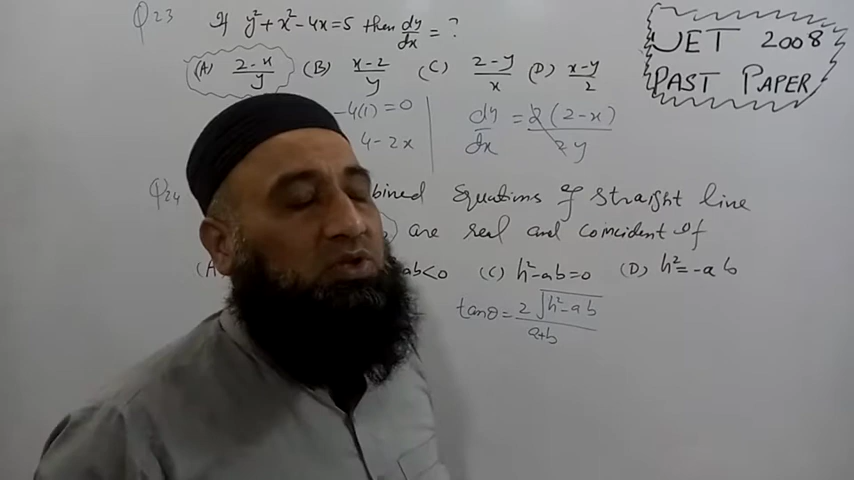 Q23 If y²+x²-4x=5 then dy/dx = ?
(A) 2-x/y (B) x-2/y (C) 2-y/x (D) x-y/2
UET 2008
PAST PAPER
-4(1)=0
4-2x
dy/dx = 2(2-x)/2y
Q24 bined Equations of straight line
are real and coincident of
(A ab<0 (C) h²-ab=0 (D) h²=-ab
tanθ = 2√h²-ab/a+b